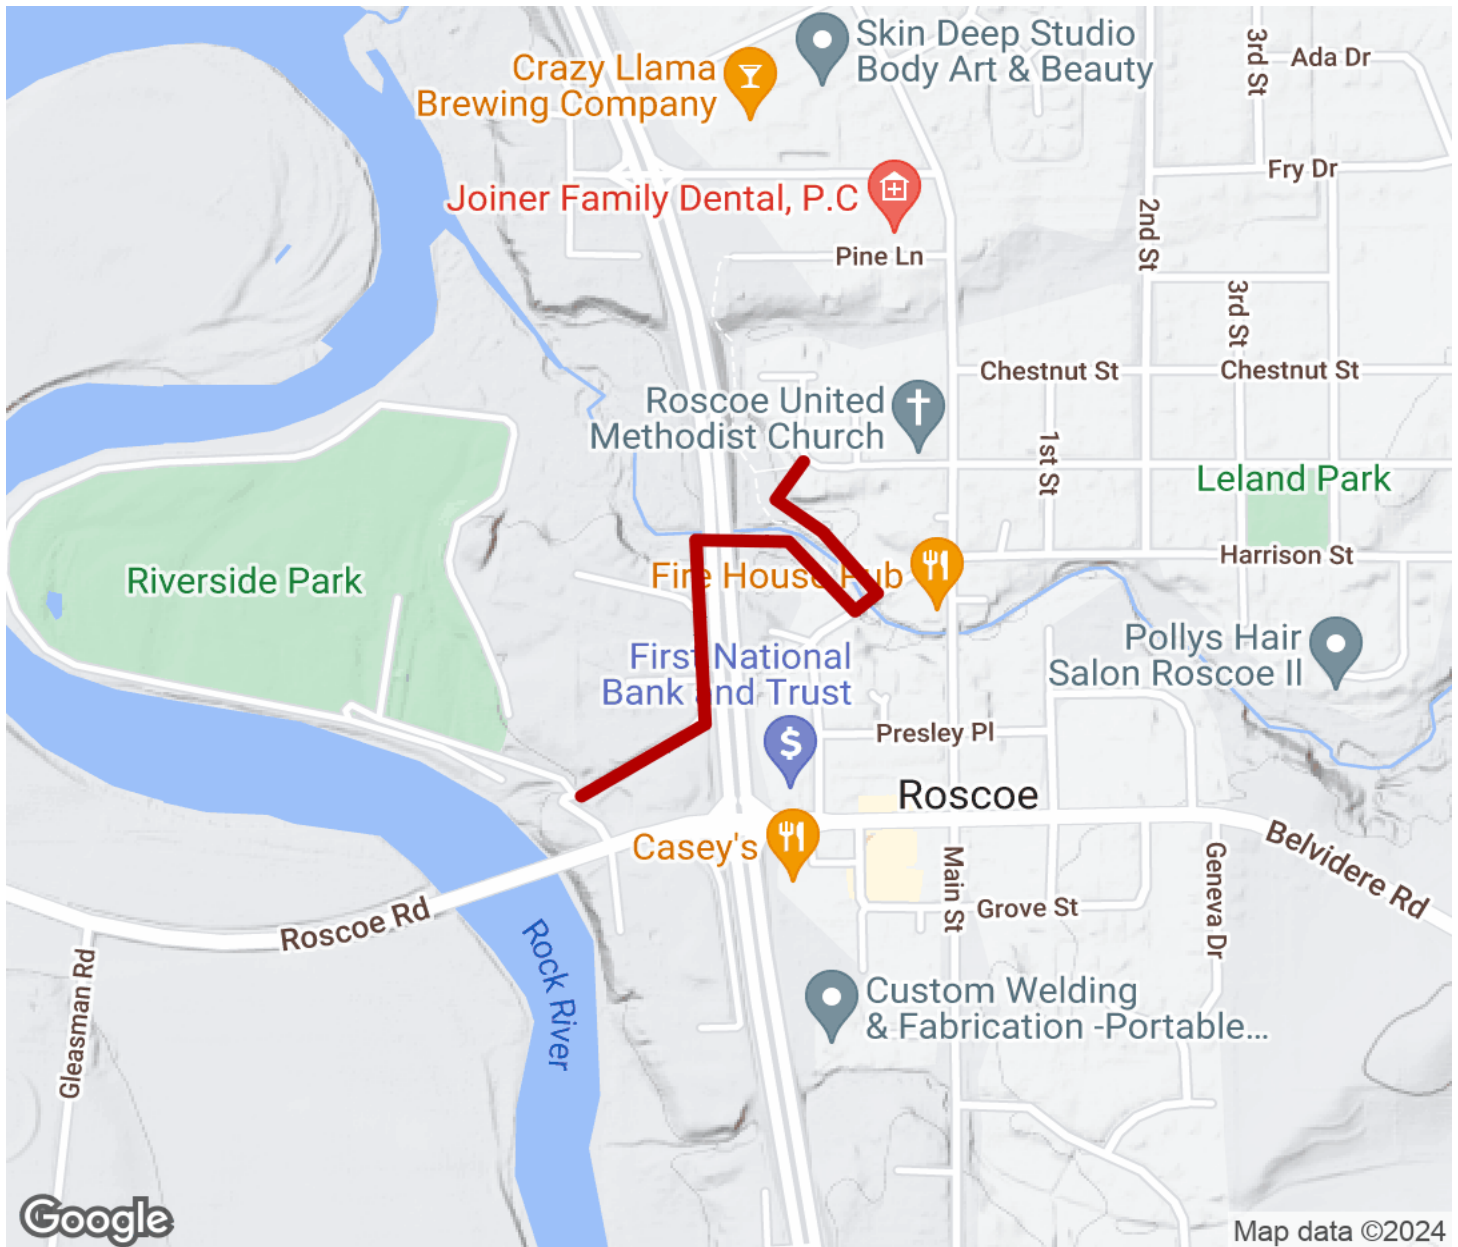 Skin Deep Studio
Body Art & Beauty
3rd St
Ada Dr
Crazy Llama
Brewing Company
Fry Dr
Joiner Family Dental, P.C
2nd St
Pine Ln
3rd St
Chestnut St
Chestnut St
Roscoe United
Methodist Church
1st St
Leland Park
Harrison St
Riverside Park
Fire House Pub
Pollys Hair
Salon Roscoe Il
First National
Bank and Trust
Presley Pl
Roscoe
Casey's
Belvidere Rd
Main St
Geneva Dr
Grove St
Roscoe Rd
Rock River
Gleasman Rd
Custom Welding
& Fabrication -Portable...
Google
Map data ©2024